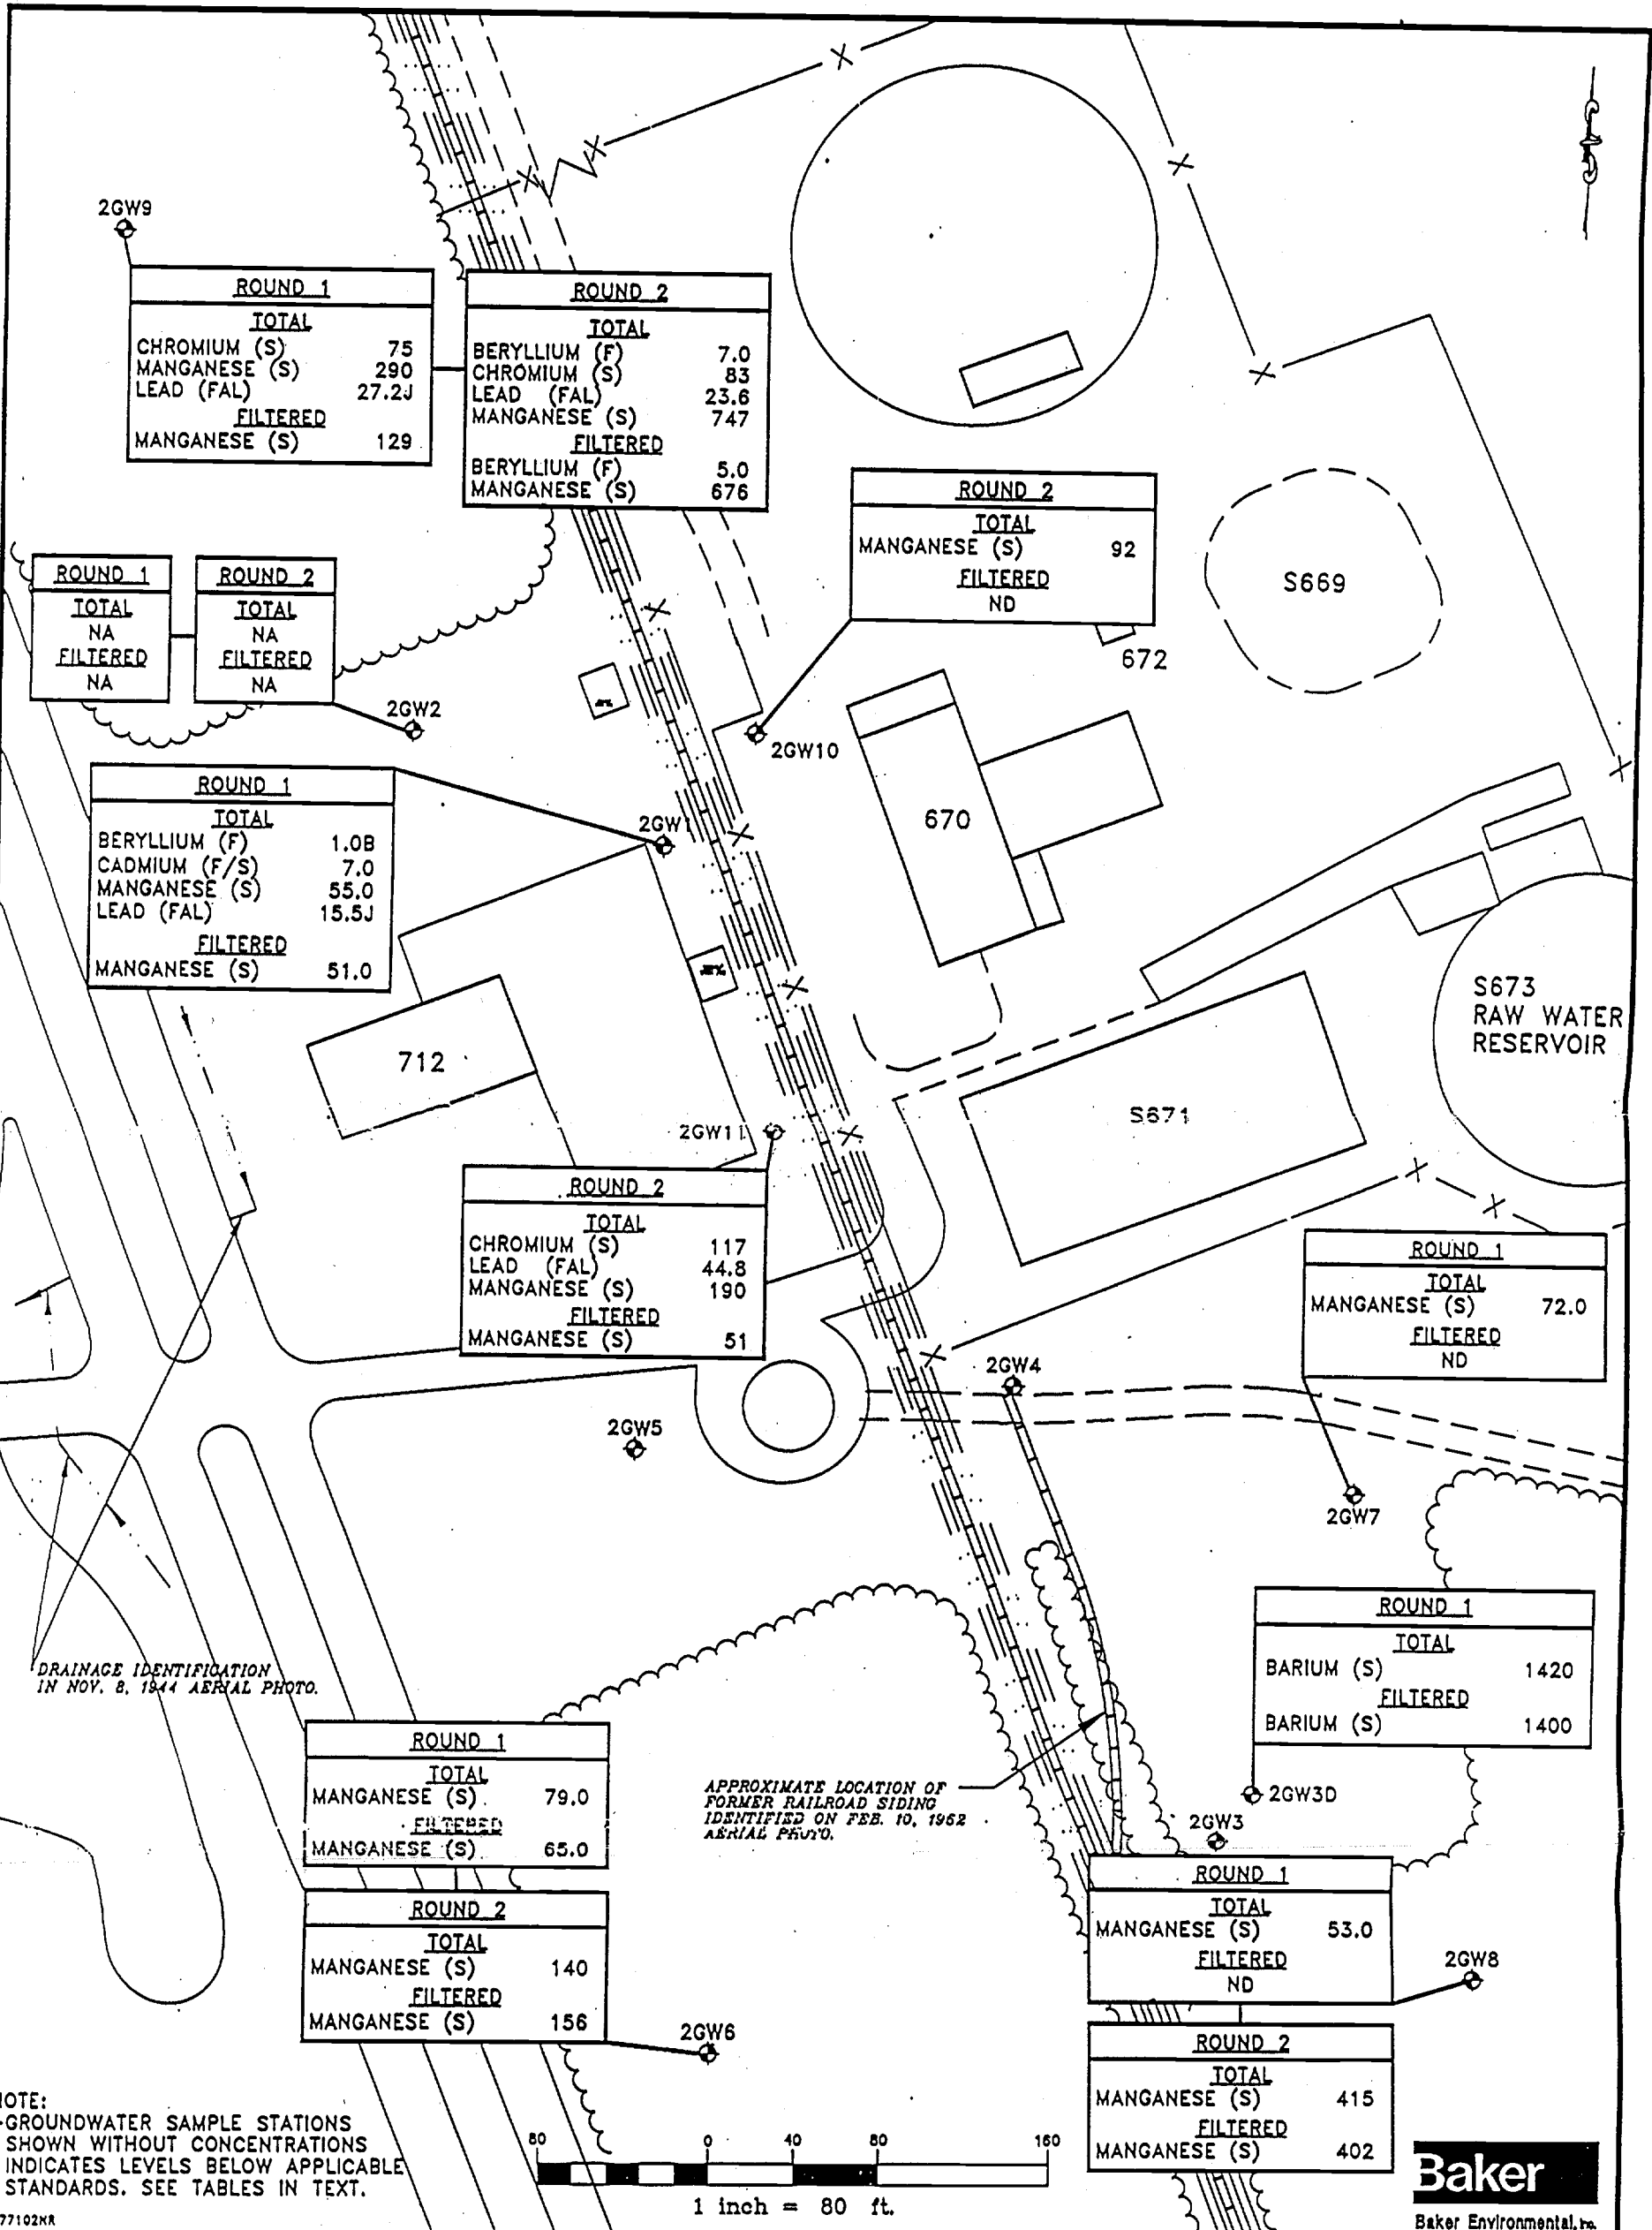 2GW9
ROUND 1
TOTAL
CHROMIUM (S) 75
MANGANESE (S) 290
LEAD (FAL) 27.2J
FILTERED
MANGANESE (S) 129
ROUND 2
TOTAL
BERYLLIUM (F) 7.0
CHROMIUM (S) 83
LEAD (FAL) 23.6
MANGANESE (S) 747
FILTERED
BERYLLIUM (F) 5.0
MANGANESE (S) 676
ROUND 2
TOTAL
MANGANESE (S) 92
FILTERED
ND
S669
672
ROUND 1
TOTAL
NA
FILTERED
NA
ROUND 2
TOTAL
NA
FILTERED
NA
2GW2
2GW10
ROUND 1
TOTAL
BERYLLIUM (F) 1.0B
CADMIUM (F/S) 7.0
MANGANESE (S) 55.0
LEAD (FAL) 15.5J
FILTERED
MANGANESE (S) 51.0
2GW1
670
S673
RAW WATER
RESERVOIR
712
S671
2GW11
ROUND 2
TOTAL
CHROMIUM (S) 117
LEAD (FAL) 44.8
MANGANESE (S) 190
FILTERED
MANGANESE (S) 51
ROUND 1
TOTAL
MANGANESE (S) 72.0
FILTERED
ND
2GW4
2GW5
2GW7
DRAINAGE IDENTIFICATION
IN NOV. 8, 1944 AERIAL PHOTO.
ROUND 1
TOTAL
BARIUM (S) 1420
FILTERED
BARIUM (S) 1400
ROUND 1
TOTAL
MANGANESE (S) 79.0
FILTERED
MANGANESE (S) 65.0
APPROXIMATE LOCATION OF
FORMER RAILROAD SIDING
IDENTIFIED ON FEB. 10, 1952
AERIAL PHOTO.
2GW3D
2GW3
ROUND 1
TOTAL
MANGANESE (S) 53.0
FILTERED
ND
2GW8
ROUND 2
TOTAL
MANGANESE (S) 140
FILTERED
MANGANESE (S) 156
2GW6
ROUND 2
TOTAL
MANGANESE (S) 415
FILTERED
MANGANESE (S) 402
NOTE:
GROUNDWATER SAMPLE STATIONS
SHOWN WITHOUT CONCENTRATIONS
INDICATES LEVELS BELOW APPLICABLE
STANDARDS. SEE TABLES IN TEXT.
80 0 40 80 160
1 inch = 80 ft.
77102NR
Baker
Baker Environmental, Inc.